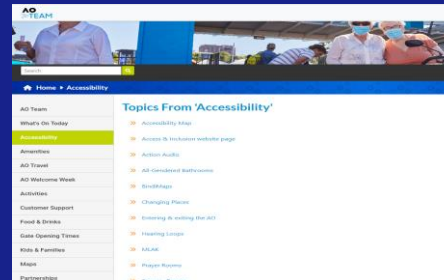 AO
TEAM
Search
Home ▸ Accessibility
AO Team
What's On Today
Accessibility
Amenities
AO Travel
AO Welcome Week
Activities
Customer Support
Food & Drinks
Gate Opening Times
Kids & Families
Maps
Partnerships
Topics From 'Accessibility'
Accessibility Map
Access & Inclusion website page
Action Audio
All-Gendered Bathrooms
BindiMaps
Changing Places
Entering & exiting the AO
Hearing Loops
MLAK
Prayer Rooms